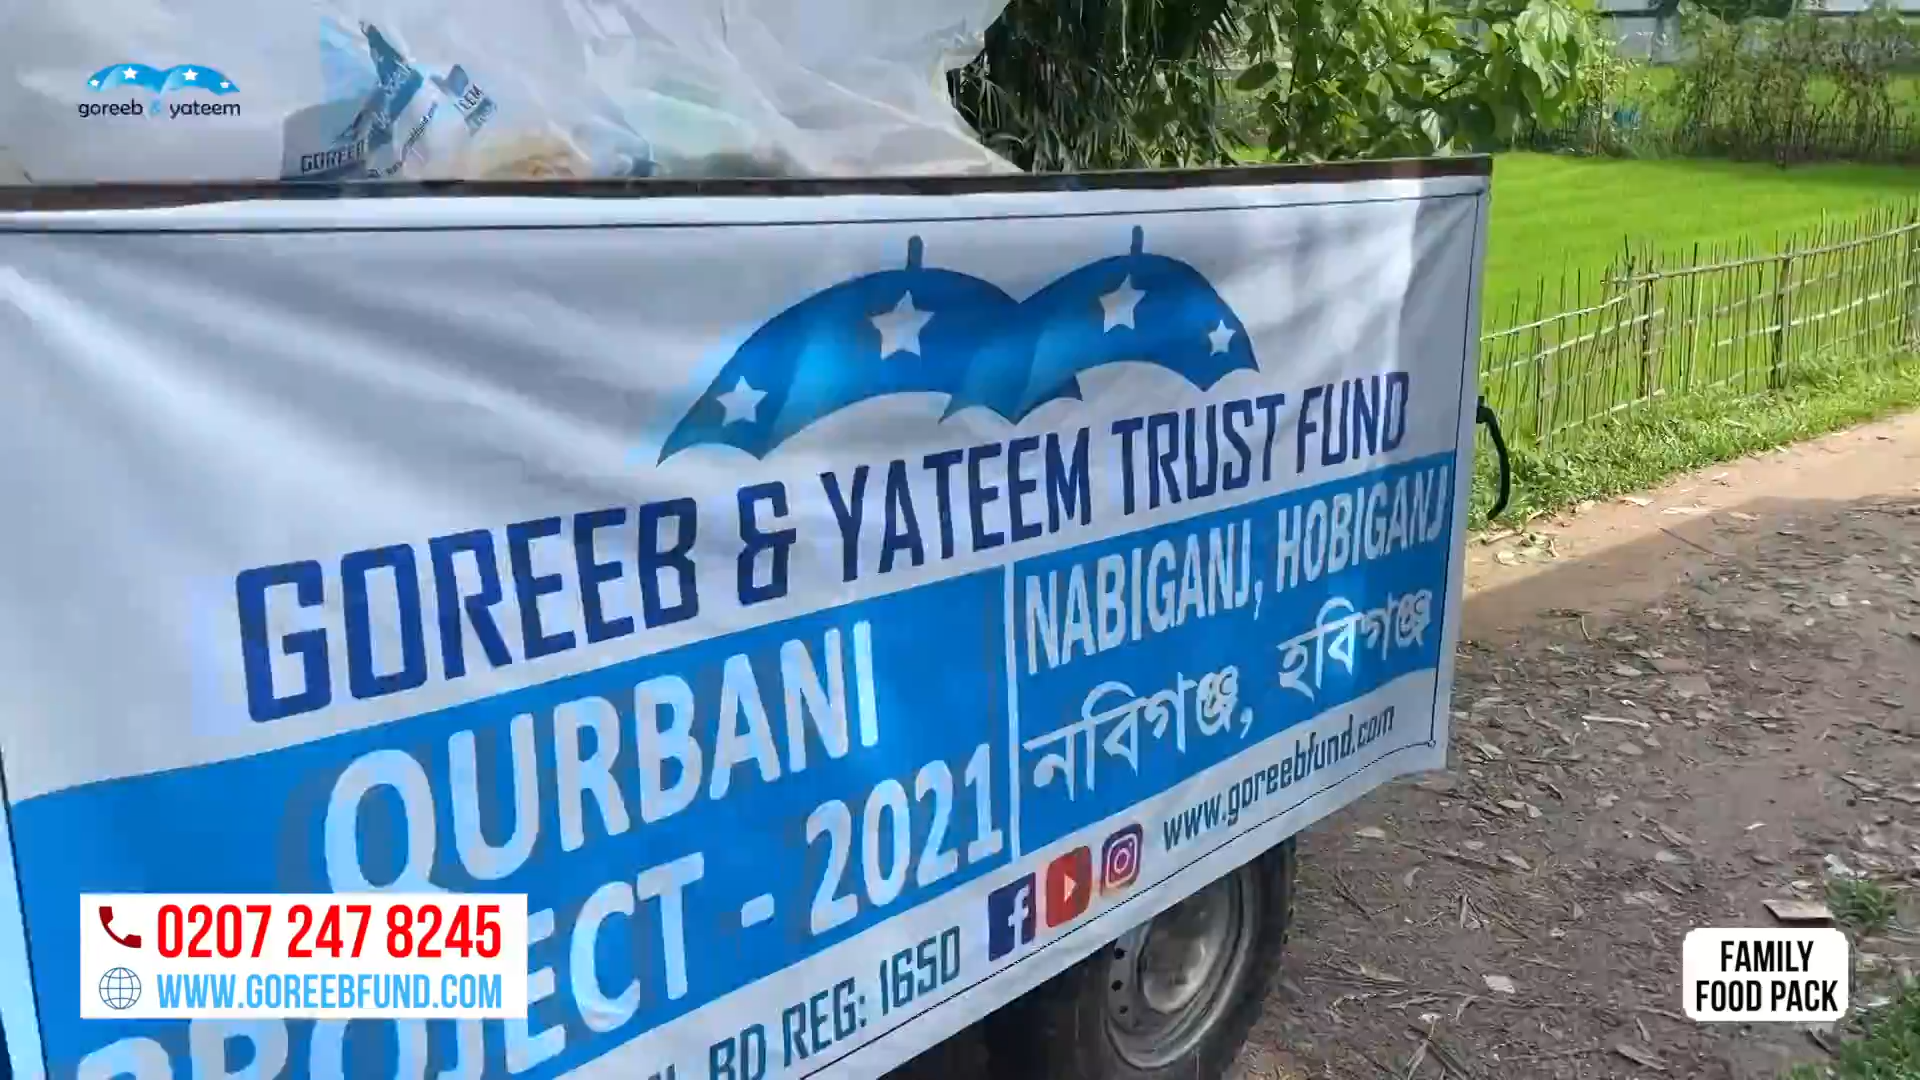 goreeb & yateem
GOREEB
GOREEB & YATEEM TRUST FUND
QURBANI
PROJECT - 2021
NABIGANJ, HOBIGANJ
নবিগঞ্জ, হবিগঞ্জ
www.goreebfund.com
BD REG: 1650
0207 247 8245
WWW.GOREEBFUND.COM
FAMILY
FOOD PACK